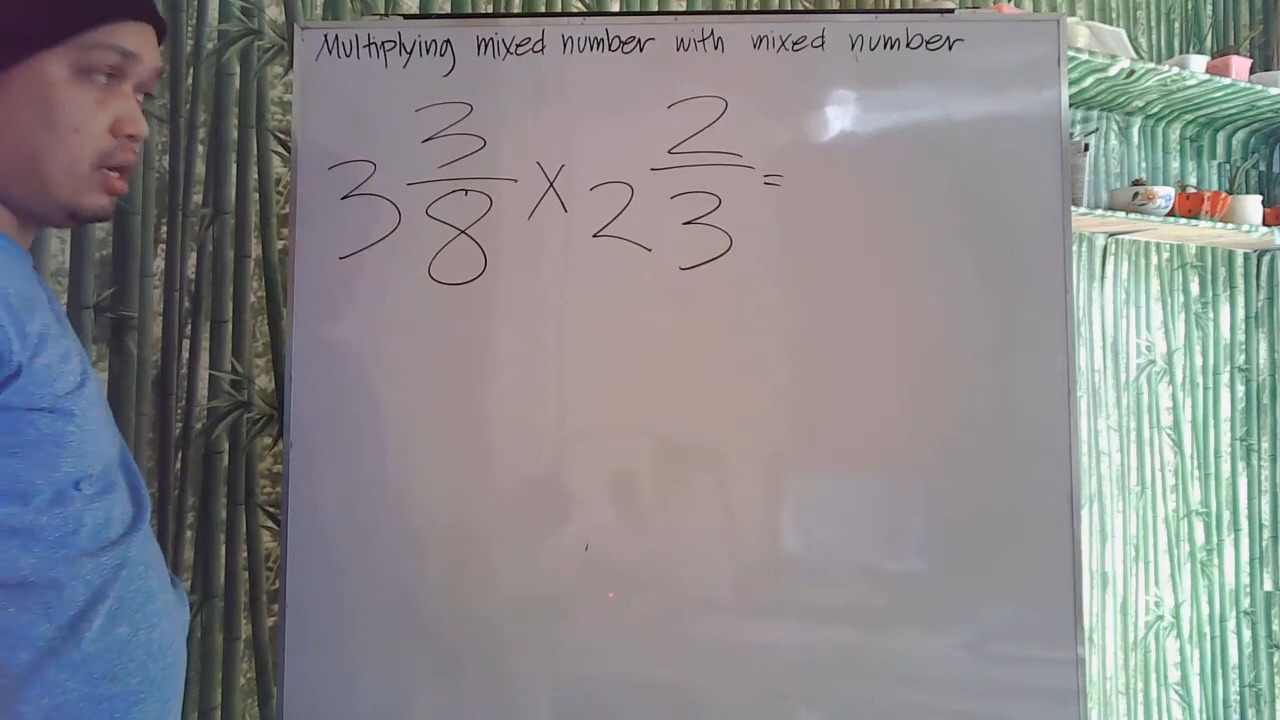 Multiplying mixed number with mixed number
3 3/8 x 2 2/3 =